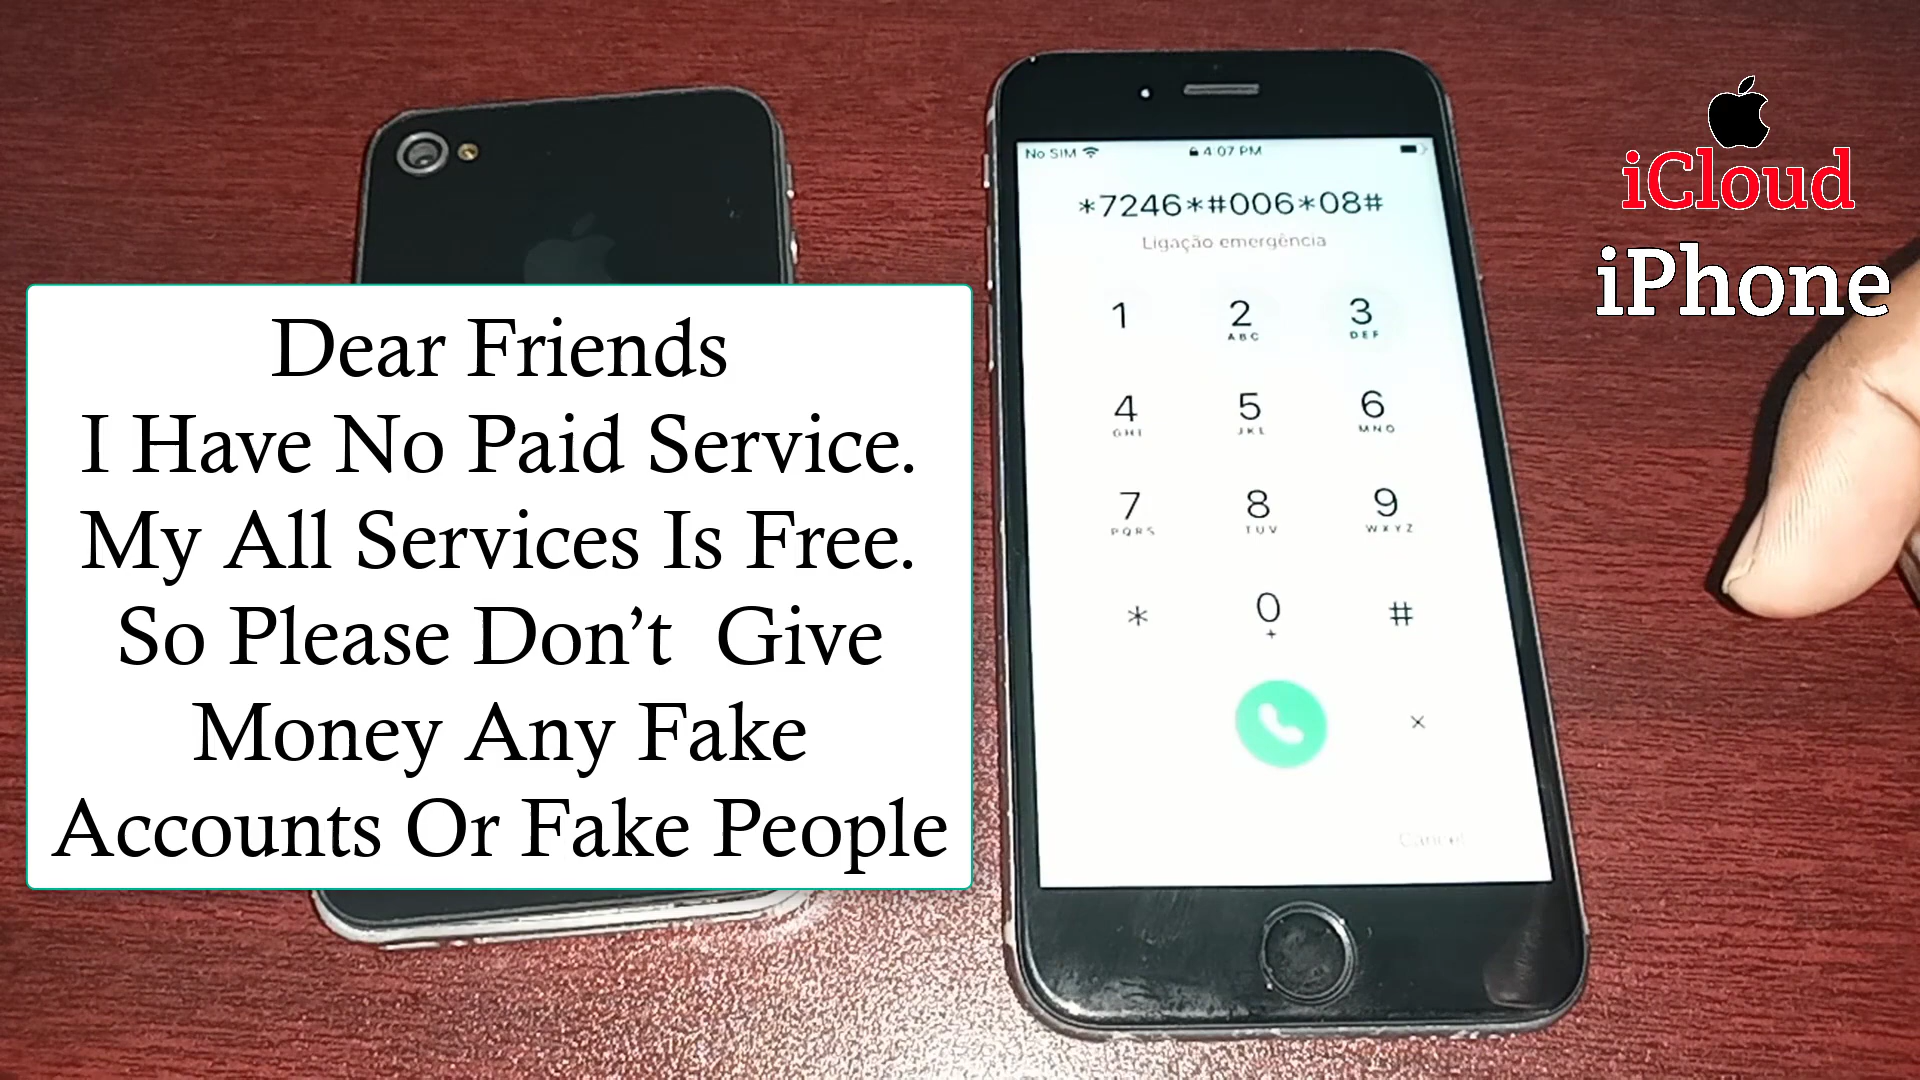 Dear Friends
I Have No Paid Service.
My All Services Is Free.
So Please Don’t Give
Money Any Fake
Accounts Or Fake People
iCloud
iPhone
No SIM 4:07 PM
*7246*#006*08#
Ligação emergência
1 2 3
ABC DEF
4 5 6
GHI JKL MNO
7 8 9
PQRS TUV WXYZ
* 0 #
+
×
Cancel